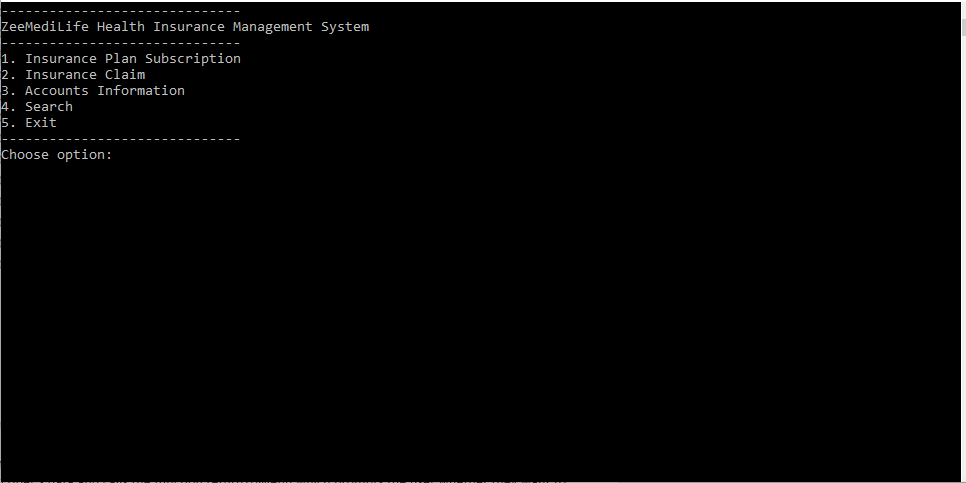 ------------------------------
ZeeMediLife Health Insurance Management System
------------------------------
1. Insurance Plan Subscription
2. Insurance Claim
3. Accounts Information
4. Search
5. Exit
------------------------------
Choose option: